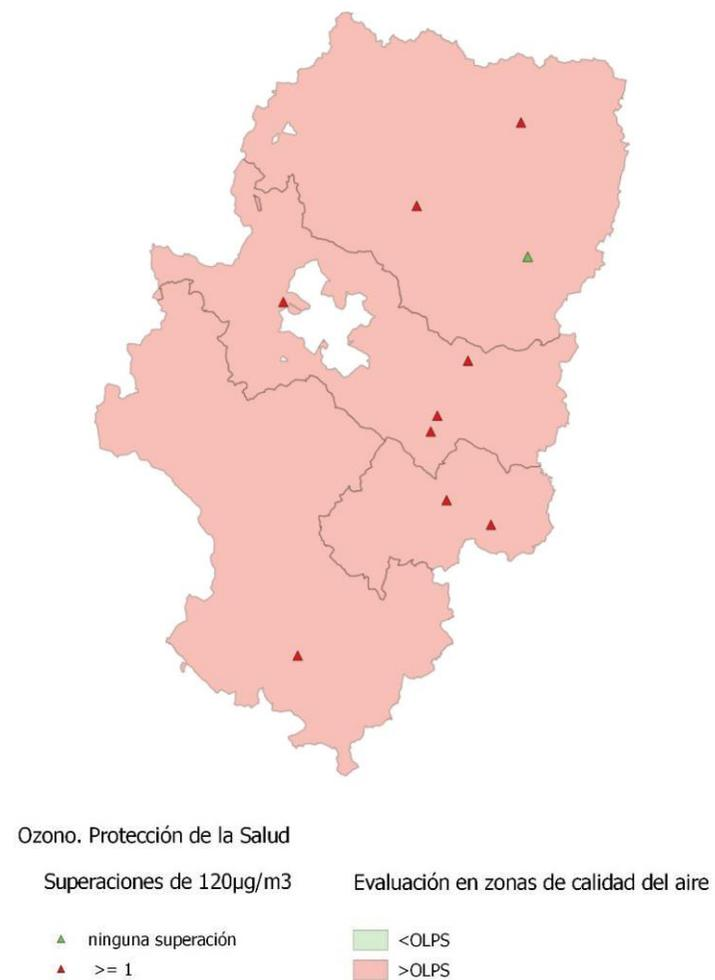 Ozono. Protección de la Salud
Superaciones de 120µg/m3
Evaluación en zonas de calidad del aire
ninguna superación
<OLPS
>= 1
>OLPS